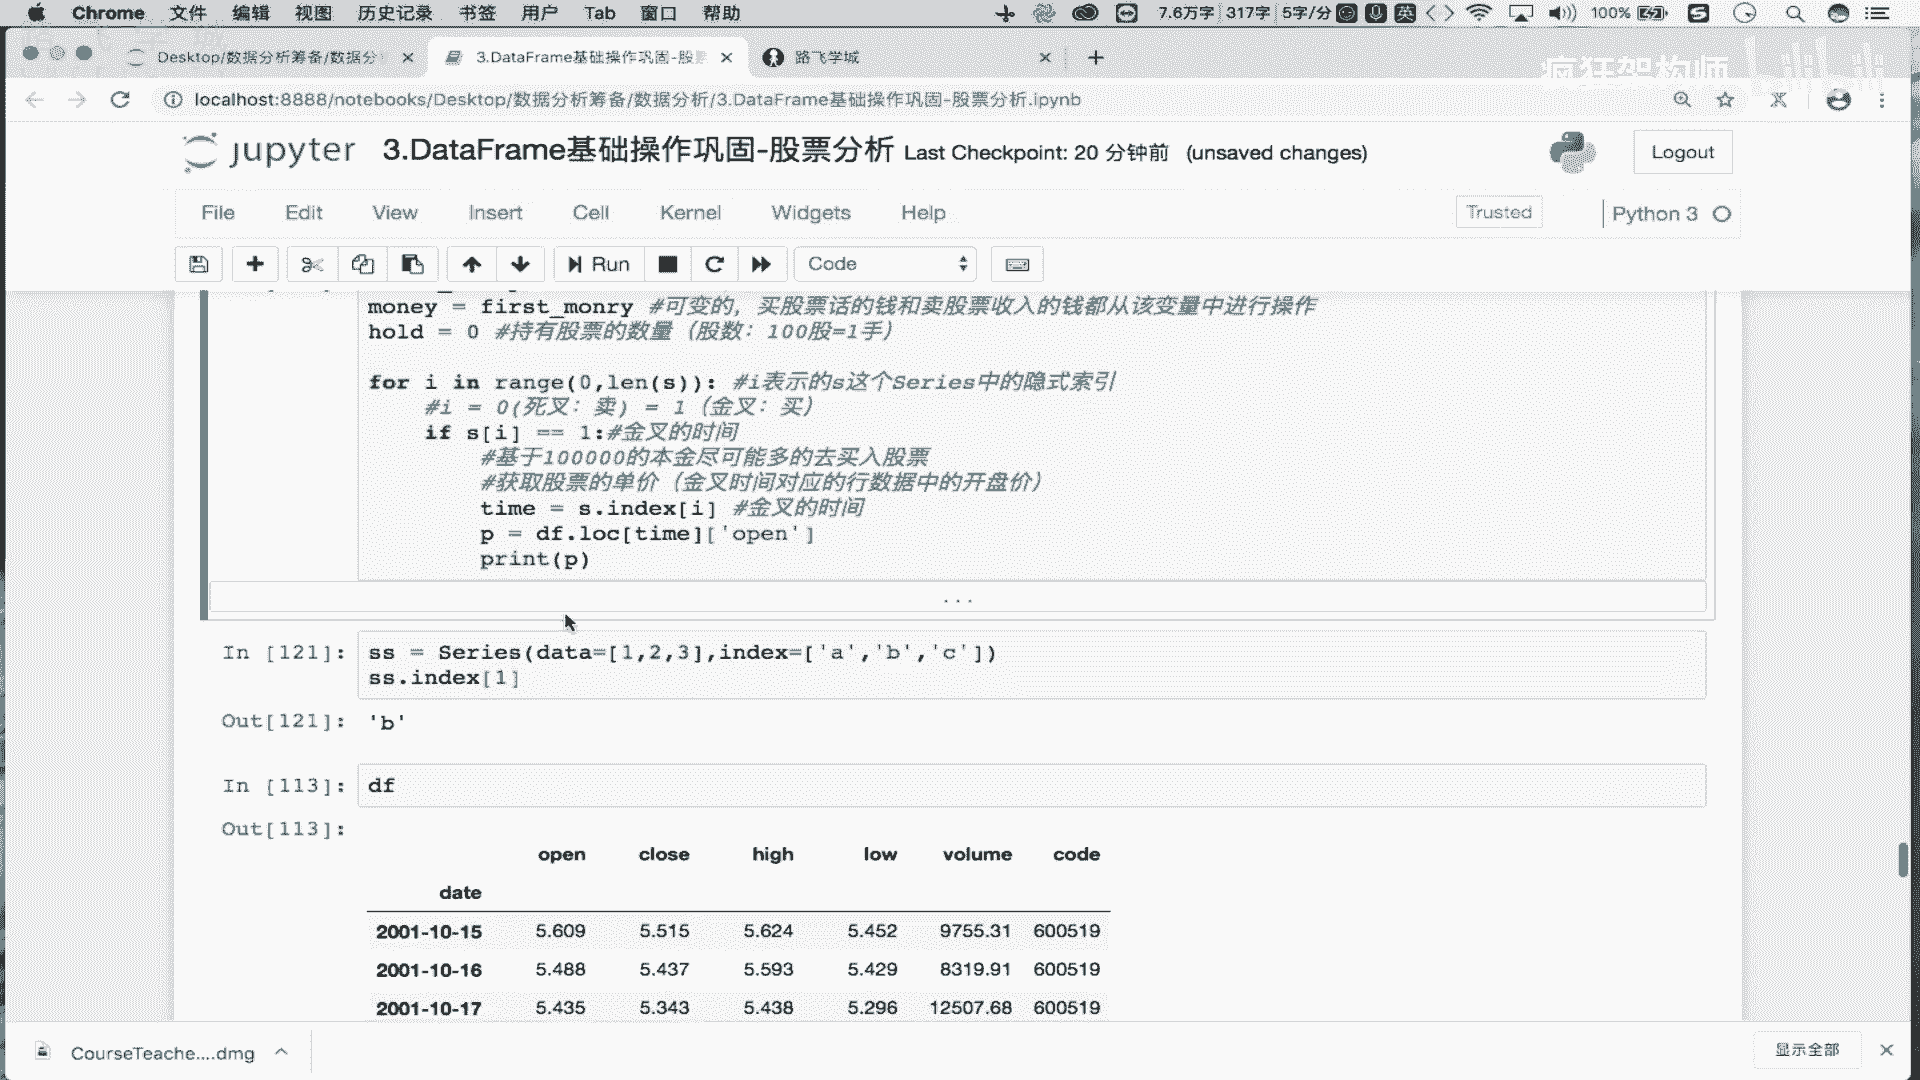 Chrome 文件 编辑 视图 历史记录 书签 用户 Tab 窗口 帮助 7.6万字 317字 5字/分 英 100%
Desktop/数据分析筹备/数据分 3.DataFrame基础操作巩固-股票 路飞学城
疯狂架构师
localhost:8888/notebooks/Desktop/数据分析筹备/数据分析/3.DataFrame基础操作巩固-股票分析.ipynb
jupyter 3.DataFrame基础操作巩固-股票分析 Last Checkpoint: 20 分钟前 (unsaved changes) Logout
File Edit View Insert Cell Kernel Widgets Help Trusted Python 3
Run Code
money = first_monry #可变的，买股票话的钱和卖股票收入的钱都从该变量中进行操作
hold = 0 #持有股票的数量（股数：100股=1手）
for i in range(0,len(s)): #i表示的s这个Series中的隐式索引
#i = 0(死叉：卖) = 1（金叉：买）
if s[i] == 1:#金叉的时间
#基于100000的本金尽可能多的去买入股票
#获取股票的单价（金叉时间对应的行数据中的开盘价）
time = s.index[i] #金叉的时间
p = df.loc[time]['open']
print(p)
...
In [121]: ss = Series(data=[1,2,3],index=['a','b','c'])
ss.index[1]
Out[121]: 'b'
In [113]: df
Out[113]:
open close high low volume code
date
2001-10-15 5.609 5.515 5.624 5.452 9755.31 600519
2001-10-16 5.488 5.437 5.593 5.429 8319.91 600519
2001-10-17 5.435 5.343 5.438 5.296 12507.68 600519
CourseTeache....dmg 显示全部